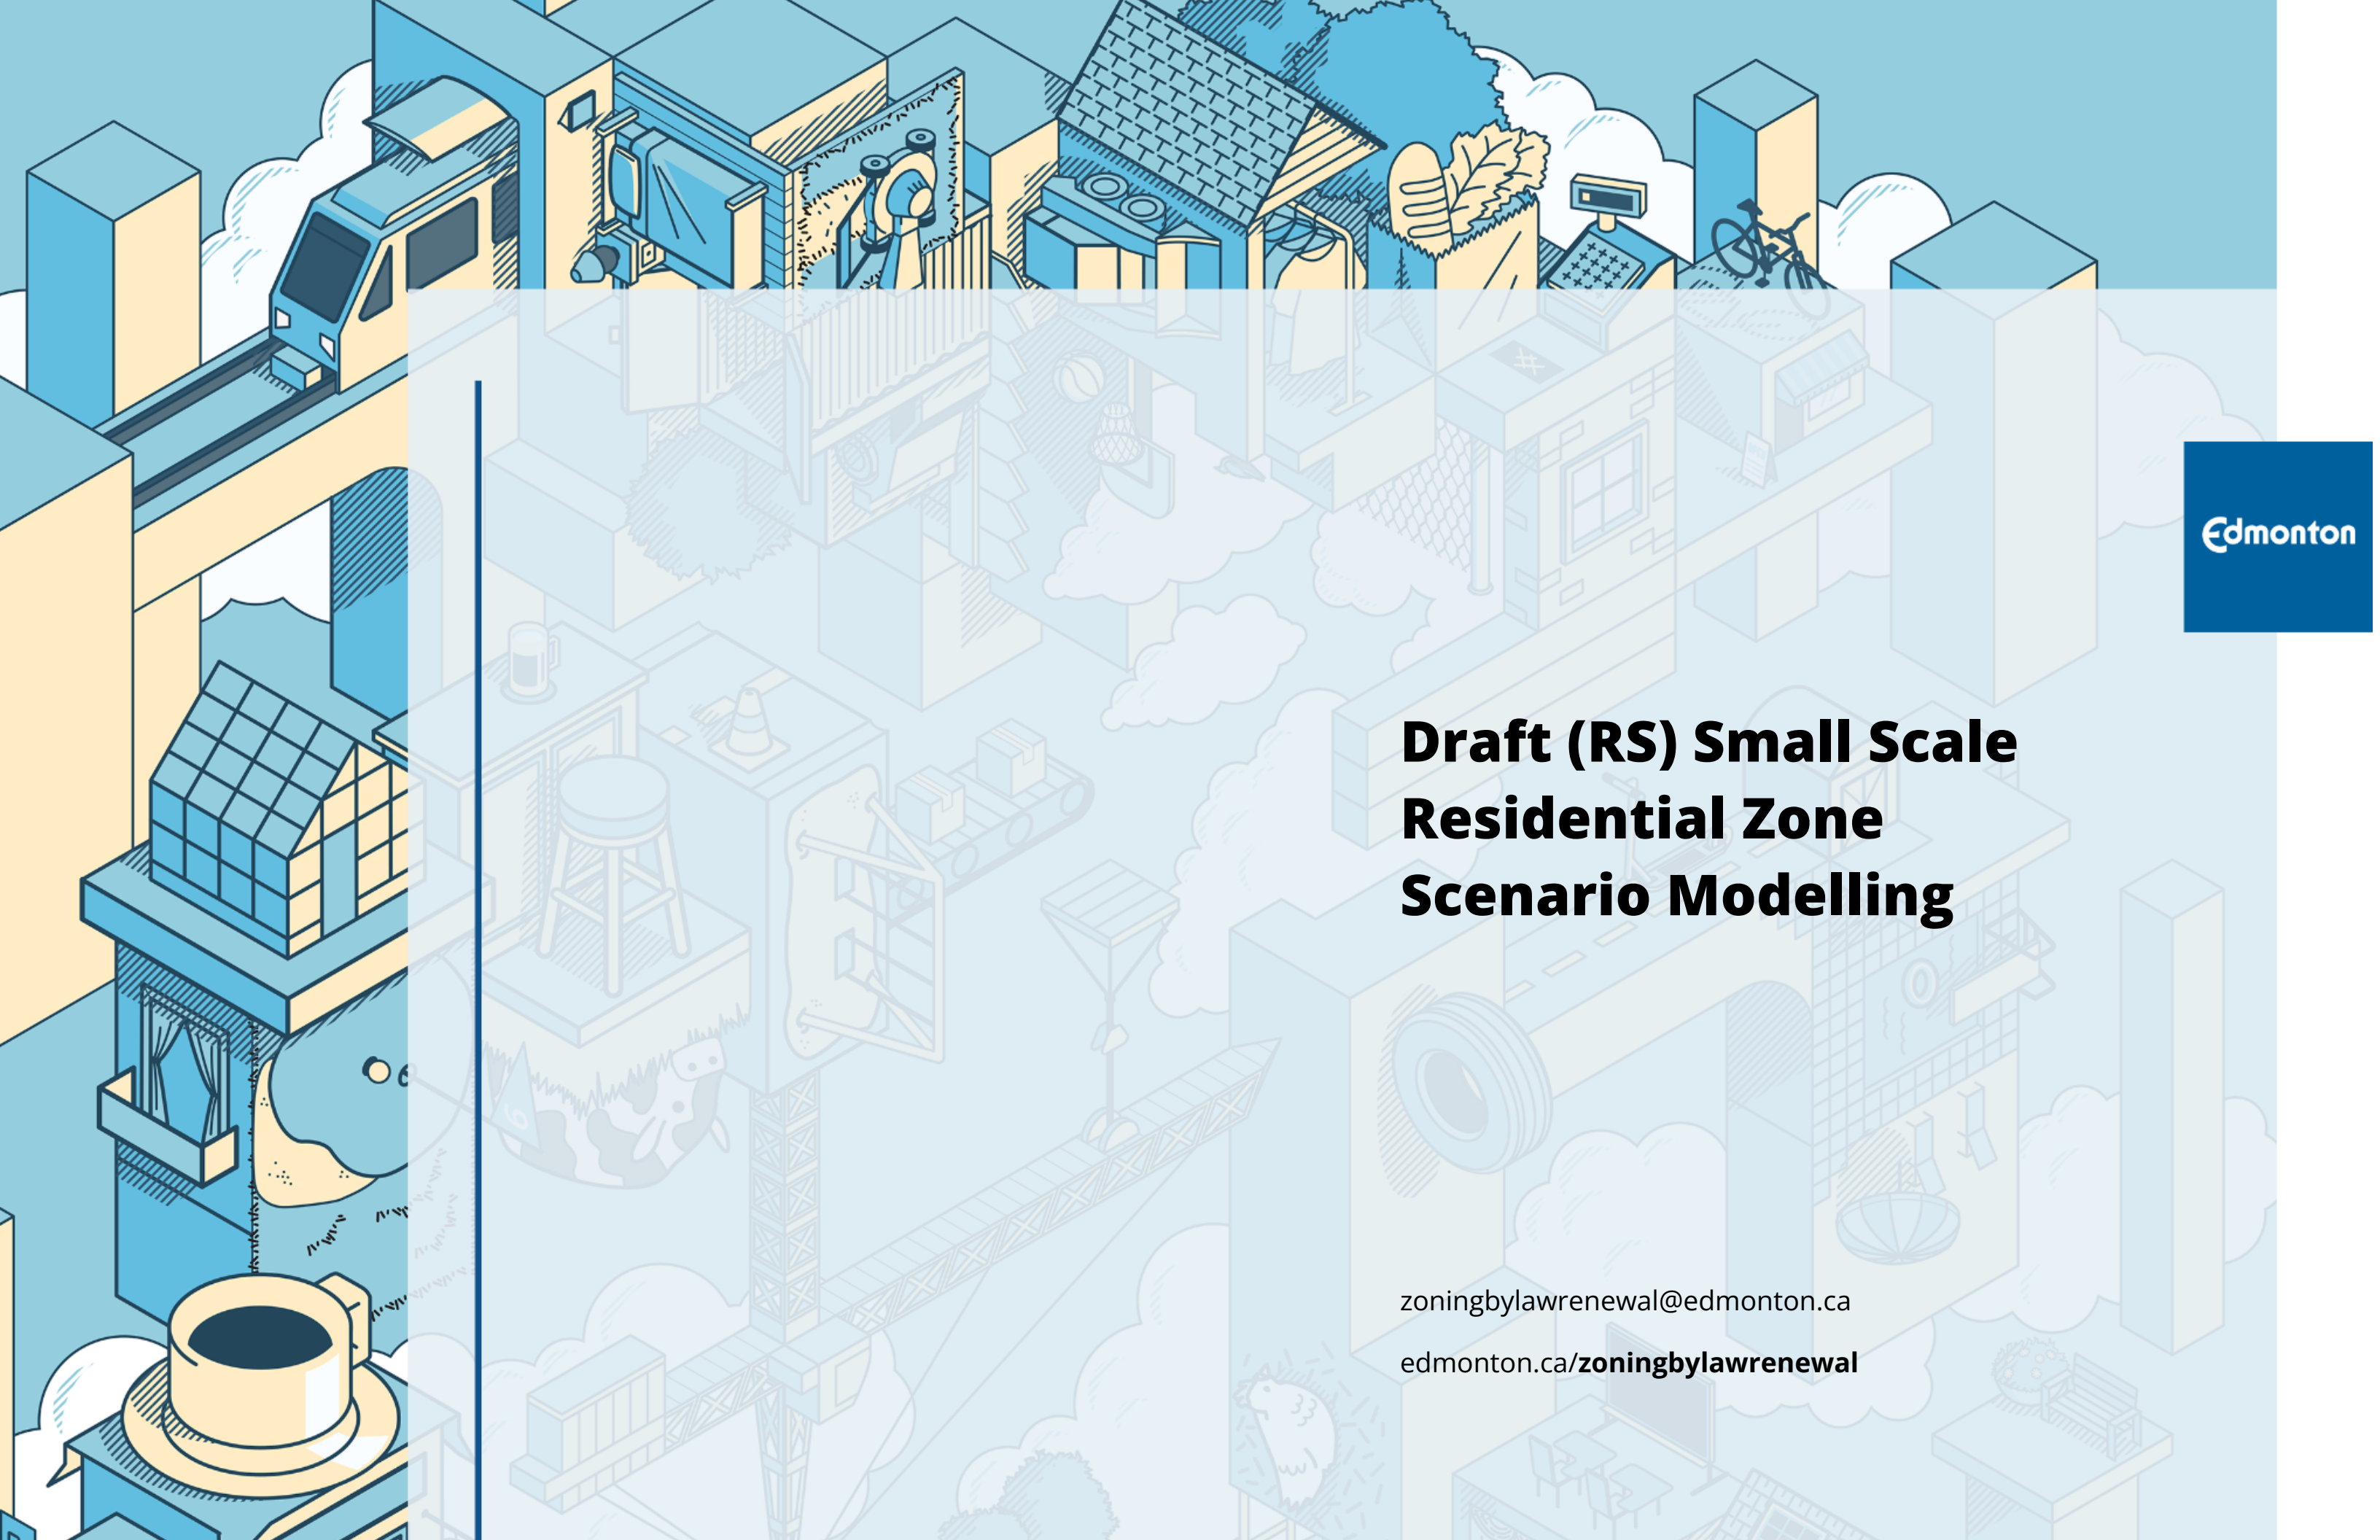 Edmonton
Draft (RS) Small Scale
Residential Zone
Scenario Modelling
zoningbylawrenewal@edmonton.ca
edmonton.ca/zoningbylawrenewal